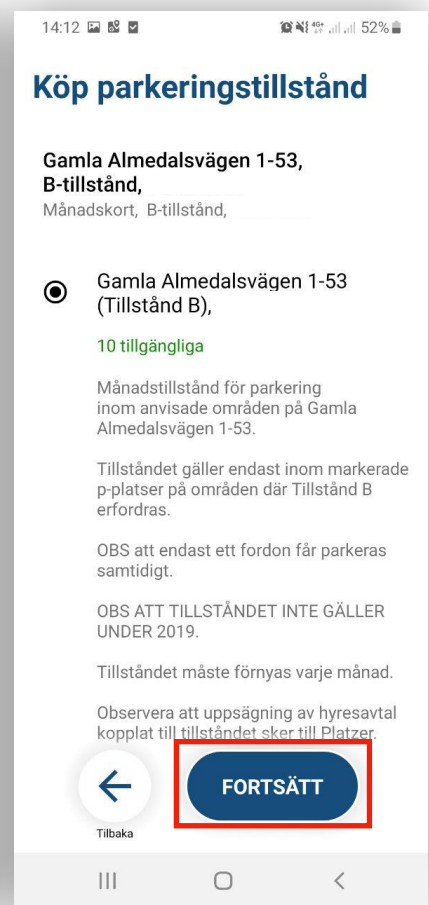 14:12 4G+ 52%
Köp parkeringstillstånd
Gamla Almedalsvägen 1-53,
B-tillstånd,
Månadskort, B-tillstånd,
Gamla Almedalsvägen 1-53
(Tillstånd B),
10 tillgängliga
Månadstillstånd för parkering
inom anvisade områden på Gamla
Almedalsvägen 1-53.
Tillståndet gäller endast inom markerade
p-platser på områden där Tillstånd B
erfordras.
OBS att endast ett fordon får parkeras
samtidigt.
OBS ATT TILLSTÅNDET INTE GÄLLER
UNDER 2019.
Tillståndet måste förnyas varje månad.
Observera att uppsägning av hyresavtal
kopplat till tillståndet sker till Platzer.
FORTSÄTT
Tilbaka